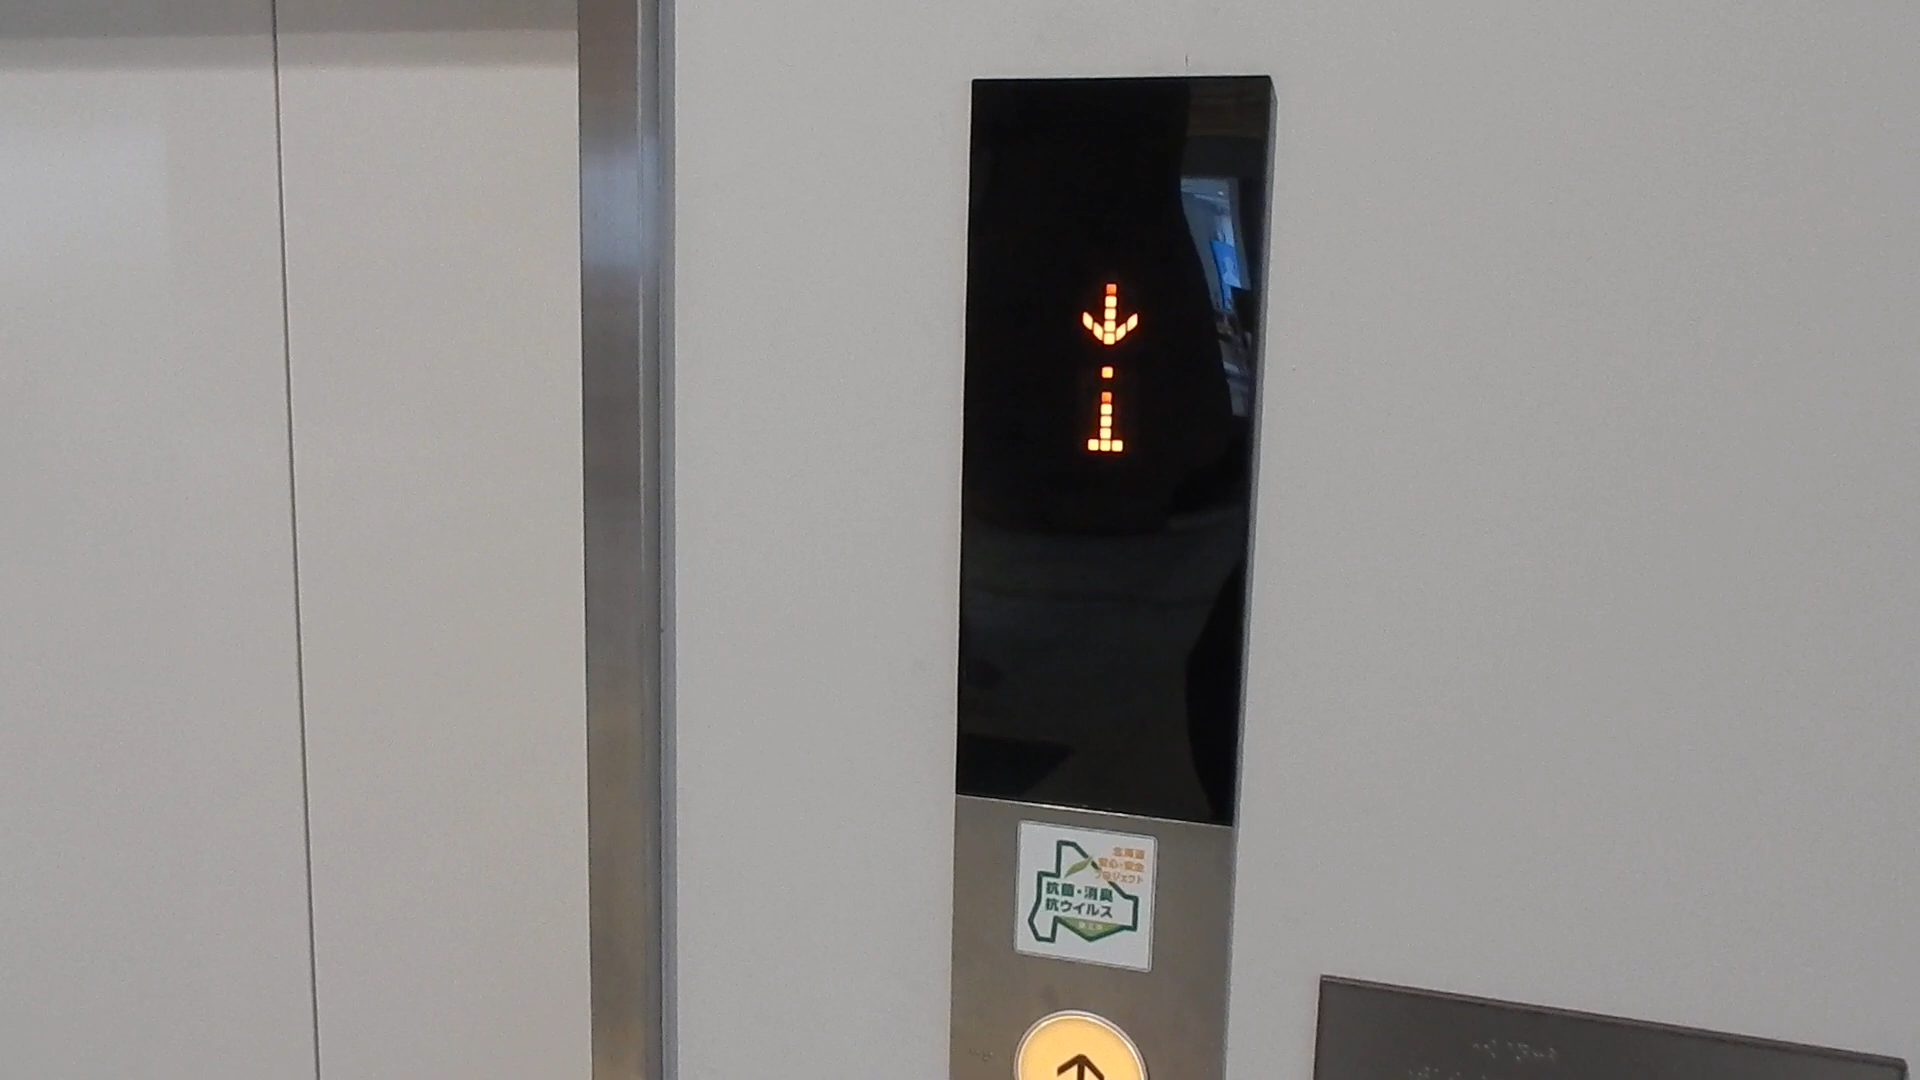 北海道
安心・安全
プロジェクト
抗菌・消臭
抗ウイルス